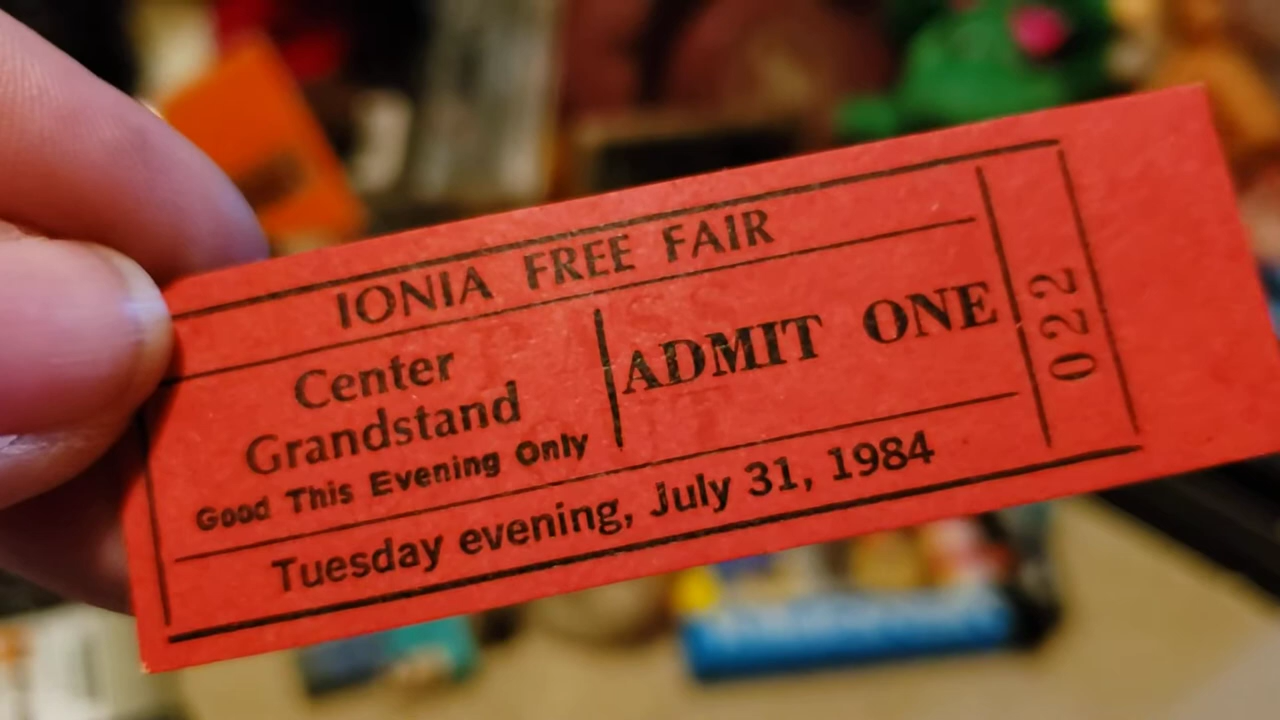 IONIA FREE FAIR
Center
Grandstand
Good This Evening Only
ADMIT ONE
Tuesday evening, July 31, 1984
022